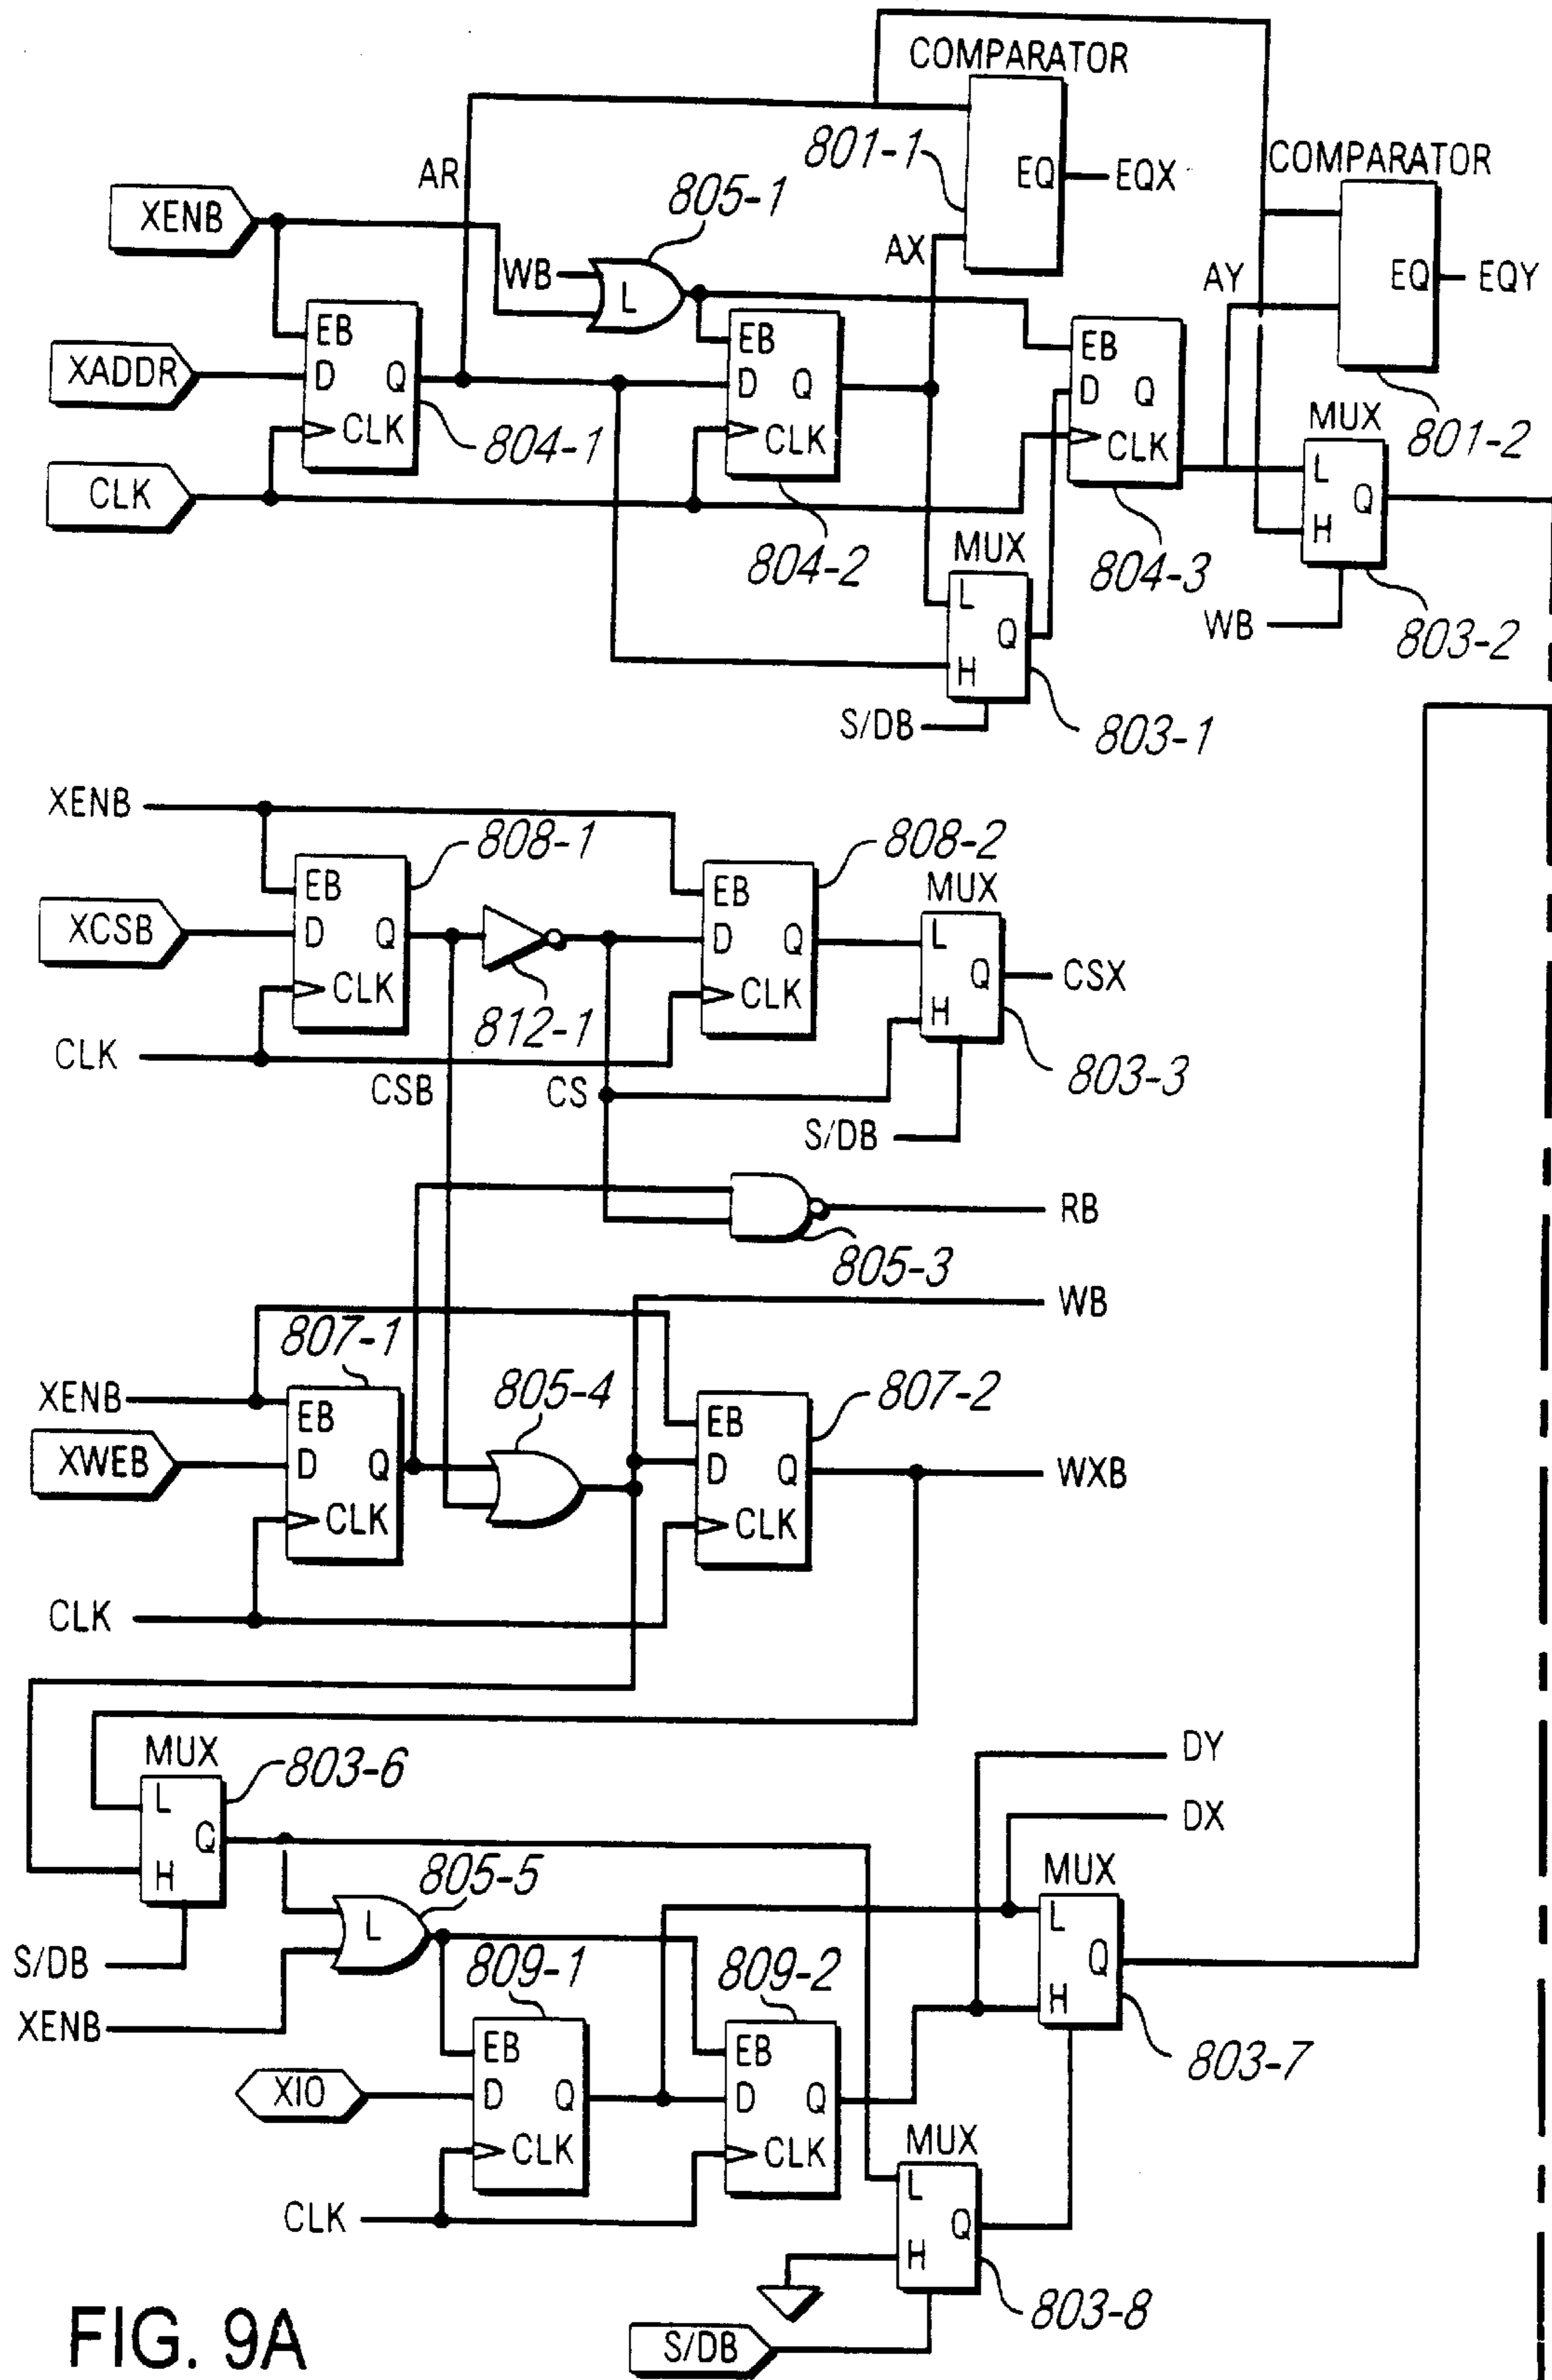 COMPARATOR
801-1
EQ
EQX
COMPARATOR
AR
XENB
805-1
WB
L
AX
AY
EQ
EQY
801-2
XADDR
EB
D
Q
CLK
804-1
EB
D
Q
CLK
804-2
EB
D
Q
CLK
804-3
MUX
L
Q
H
803-2
WB
CLK
MUX
L
Q
H
S/DB
803-1
XENB
808-1
808-2
MUX
XCSB
EB
D
Q
CLK
812-1
EB
D
Q
CLK
L
Q
H
CSX
803-3
CLK
CSB
CS
S/DB
RB
805-3
WB
807-1
XENB
805-4
807-2
XWEB
EB
D
Q
CLK
EB
D
Q
CLK
WXB
CLK
MUX
803-6
L
Q
H
S/DB
805-5
L
XENB
DY
DX
MUX
L
Q
H
803-7
809-1
809-2
XIO
EB
D
Q
CLK
EB
D
Q
CLK
CLK
MUX
L
Q
H
803-8
S/DB
FIG. 9A